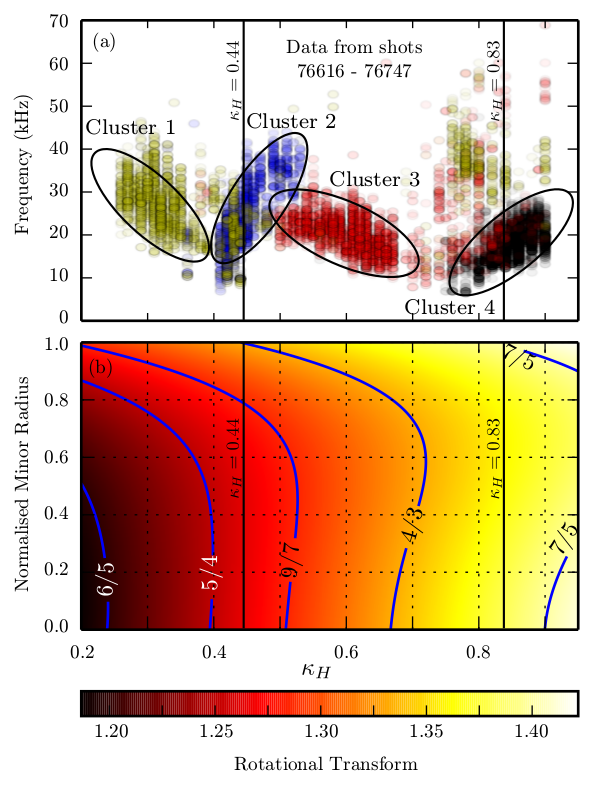 70
60
50
40
30
20
10
0
Frequency (kHz)
(a)
Data from shots
76616 - 76747
κH = 0.44
κH = 0.83
Cluster 1
Cluster 2
Cluster 3
Cluster 4
1.0
0.8
0.6
0.4
0.2
0.0
Normalised Minor Radius
(b)
κH = 0.44
κH = 0.83
7/5
6/5
5/4
9/7
4/3
7/5
0.2 0.4 0.6 0.8
κH
1.20 1.25 1.30 1.35 1.40
Rotational Transform